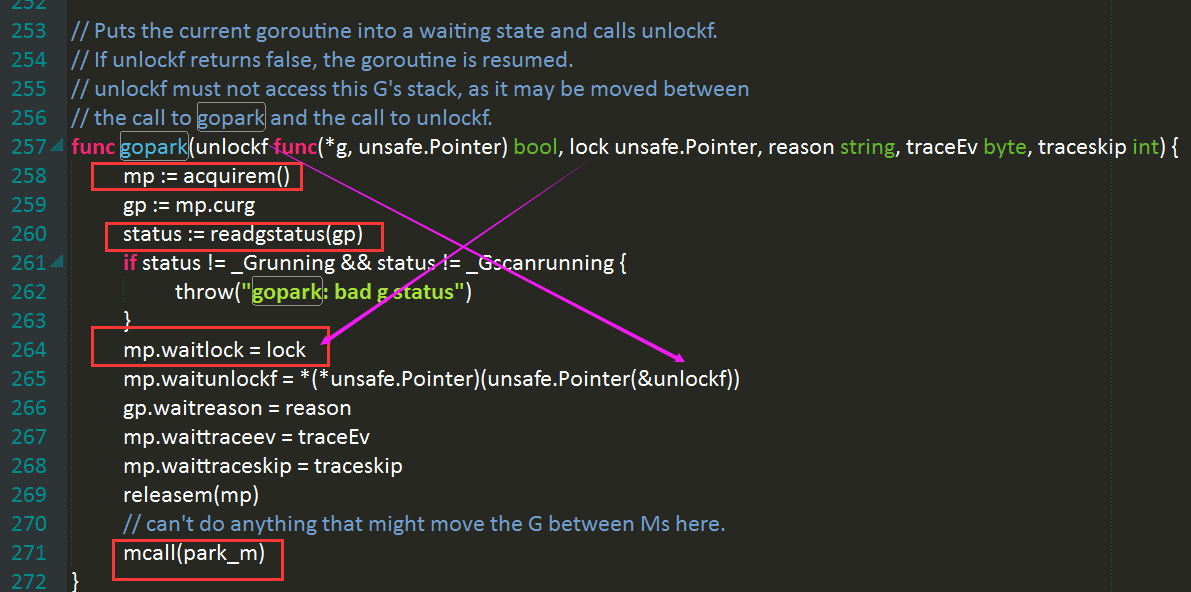 252
253 // Puts the current goroutine into a waiting state and calls unlockf.
254 // If unlockf returns false, the goroutine is resumed.
255 // unlockf must not access this G's stack, as it may be moved between
256 // the call to gopark and the call to unlockf.
257 func gopark(unlockf func(*g, unsafe.Pointer) bool, lock unsafe.Pointer, reason string, traceEv byte, traceskip int) {
258 mp := acquirem()
259 gp := mp.curg
260 status := readgstatus(gp)
261 if status != _Grunning && status != _Gscanrunning {
262 throw("gopark: bad g status")
263 }
264 mp.waitlock = lock
265 mp.waitunlockf = *(*unsafe.Pointer)(unsafe.Pointer(&unlockf))
266 gp.waitreason = reason
267 mp.waittraceev = traceEv
268 mp.waittraceskip = traceskip
269 releasem(mp)
270 // can't do anything that might move the G between Ms here.
271 mcall(park_m)
272 }